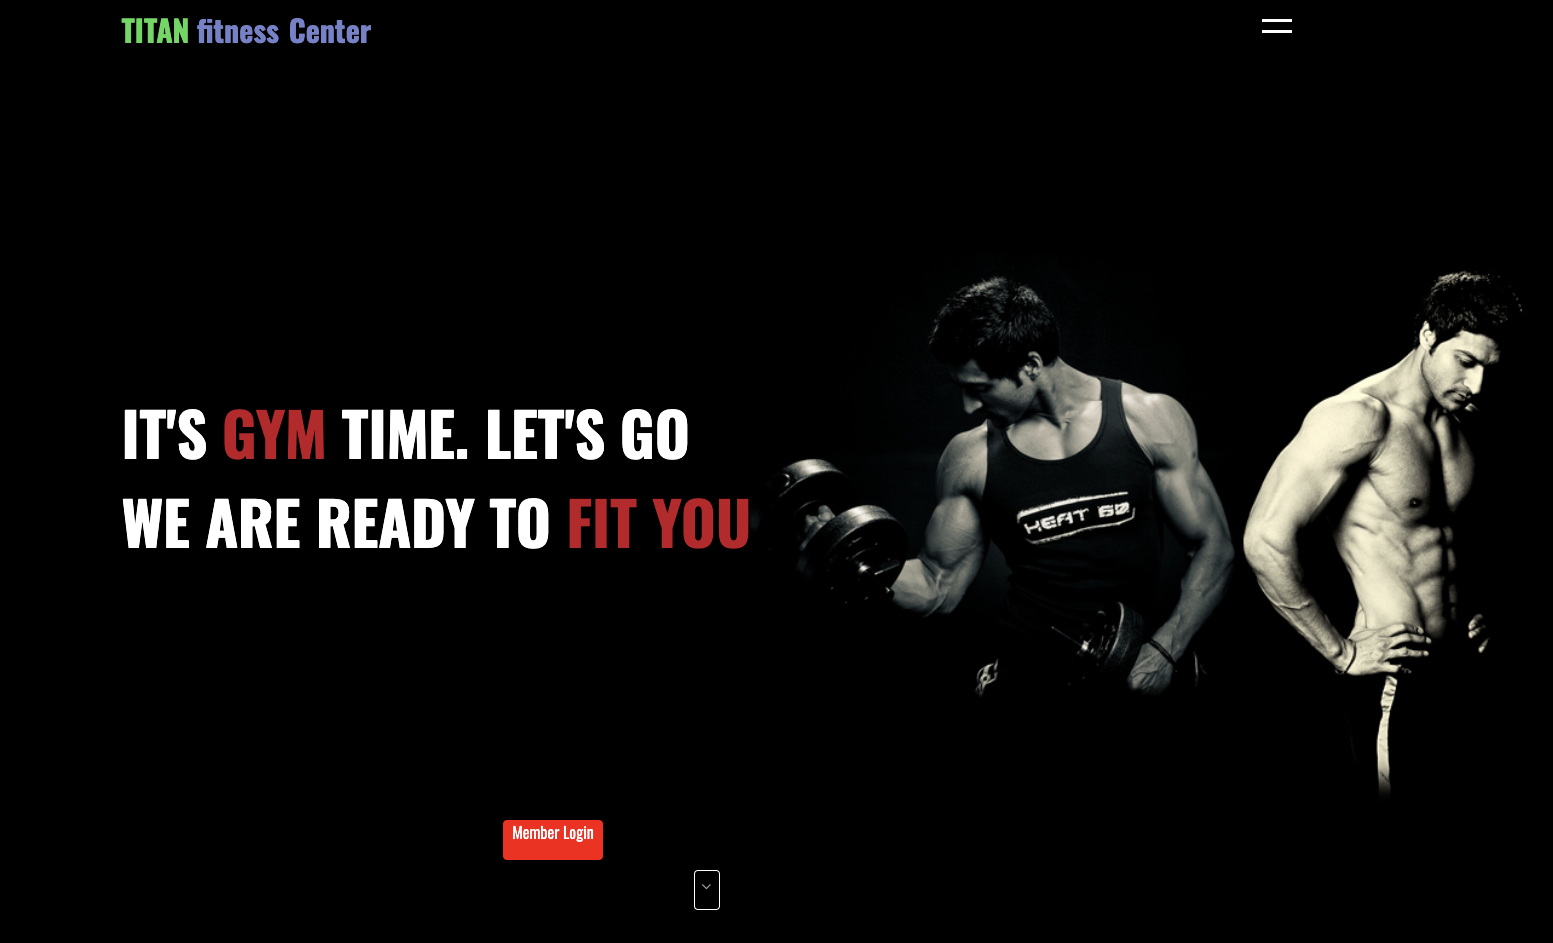 TITAN fitness Center
IT'S GYM TIME. LET'S GO
WE ARE READY TO FIT YOU
HEAT 60
Member Login